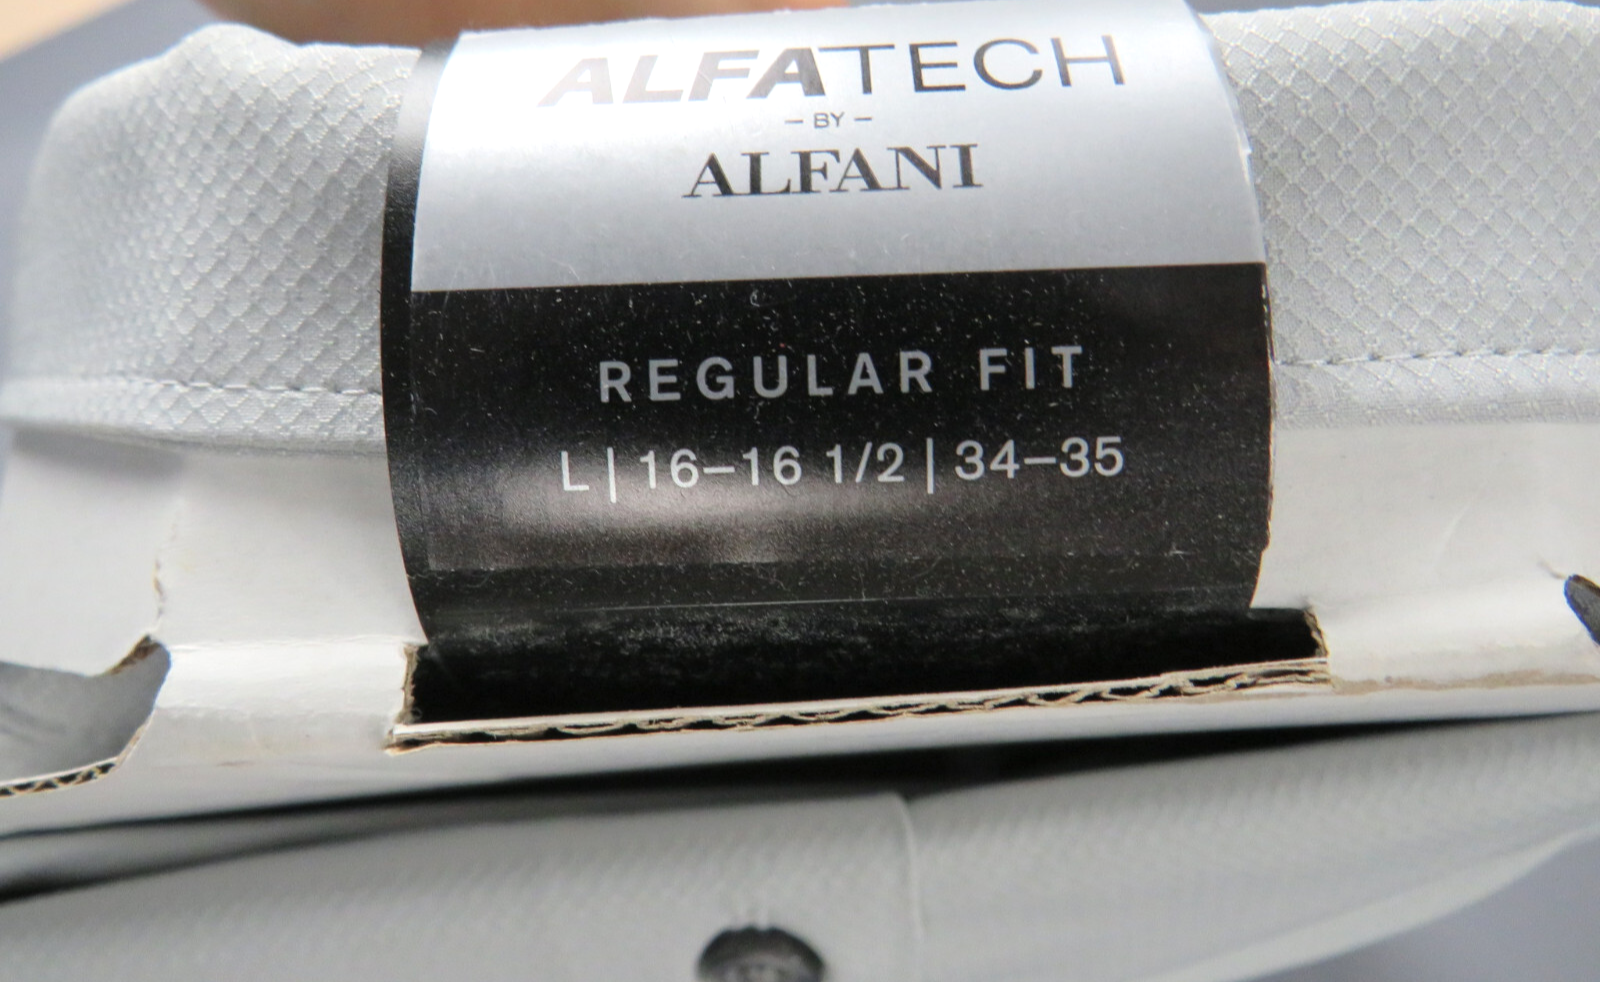 ALFATECH
– BY –
ALFANI
REGULAR FIT
L | 16–16 1/2 | 34–35